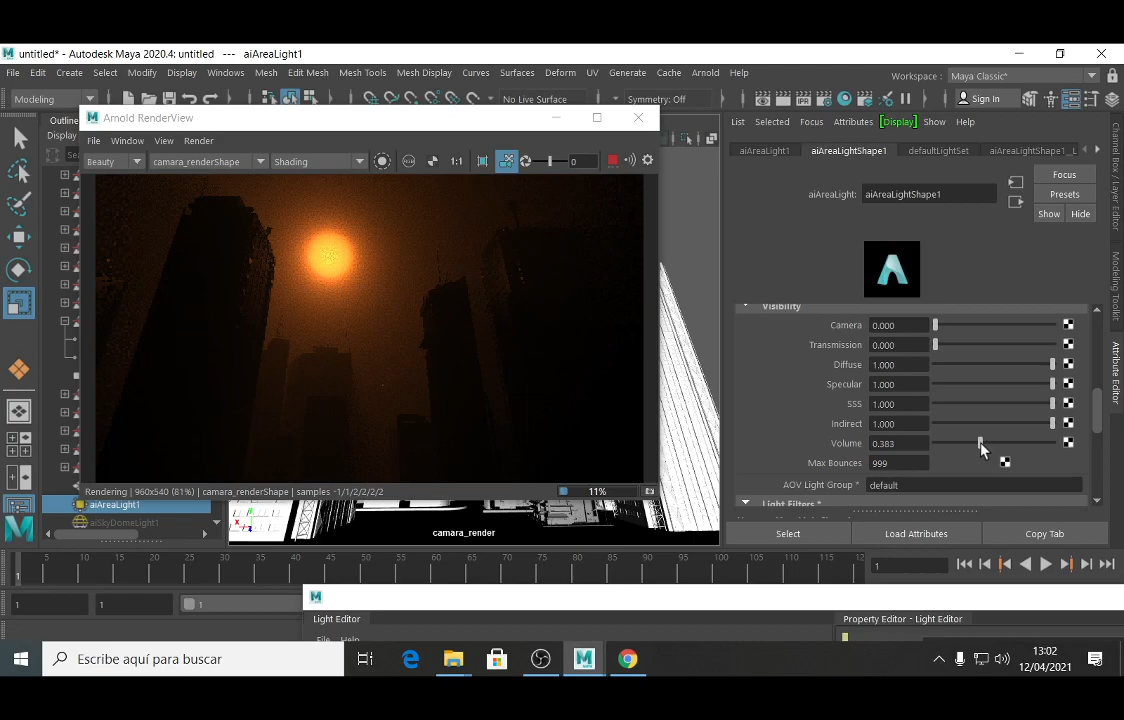 untitled* - Autodesk Maya 2020.4: untitled --- aiAreaLight1
File Edit Create Select Modify Display Windows Mesh Edit Mesh Mesh Tools Mesh Display Curves Surfaces Deform UV Generate Cache Arnold Help
Workspace : Maya Classic*
Modeling
No Live Surface
Symmetry: Off
Sign In
Outline
Display
Arnold RenderView
File Window View Render
Beauty camara_renderShape Shading 1:1 0
Rendering | 960x540 (81%) | camara_renderShape | samples -1/1/2/2/2/2
11%
aiAreaLight1
aiSkyDomeLight1
camara_render
List Selected Focus Attributes Display Show Help
aiAreaLight1 aiAreaLightShape1 defaultLightSet aiAreaLightShape1_L
Focus
aiAreaLight: aiAreaLightShape1
Presets
Show Hide
Visibility
Camera 0.000
Transmission 0.000
Diffuse 1.000
Specular 1.000
SSS 1.000
Indirect 1.000
Volume 0.383
Max Bounces 999
AOV Light Group * default
Light Filters *
Select Load Attributes Copy Tab
Channel Box / Layer Editor
Modeling Toolkit
Attribute Editor
5 10 15 20 25 30 35 40 45 50 55 60 65 70 75 80 85 90 95 100 105 110 115 12
1
1
1 1 1
Light Editor
Property Editor - Light Editor
File Help
Escribe aquí para buscar
13:02
12/04/2021